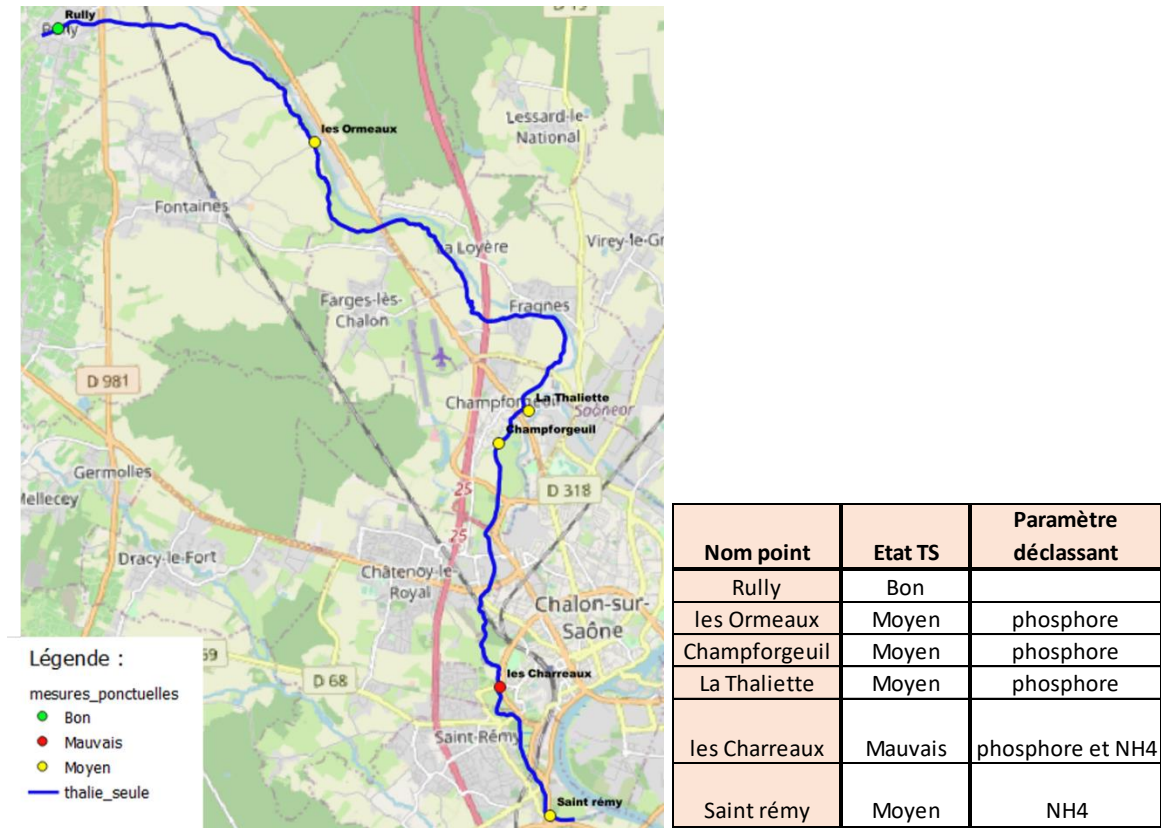 Rully
D 19
les Ormeaux
Lessard-le-
National
Fontaines
La Loyère
Virey-le-Gr
Farges-lès-
Chalon
Fragnes
D 981
La Thaliette
Champforgeuil
Germolles
Mellecey
25
D 318
25
Dracy-le-Fort
Châtenoy-le-
Royal
Chalon-sur-
Saône
les Charreaux
D 68
Saint-Rémy
Saint rémy
Légende :
69
mesures_ponctuelles
Bon
Mauvais
Moyen
thalie_seule
Nom point Etat TS Paramètre
déclassant
Rully Bon
les Ormeaux Moyen phosphore
Champforgeuil Moyen phosphore
La Thaliette Moyen phosphore
les Charreaux Mauvais phosphore et NH4
Saint rémy Moyen NH4